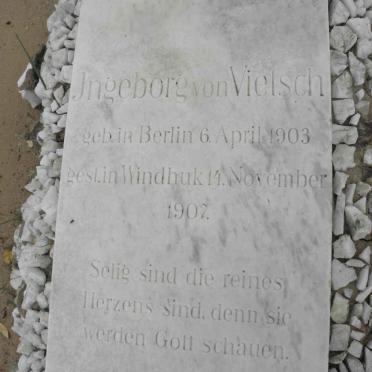 Ingeborg von Vietsch
geb. in Berlin 6. April 1903
gest. in Windhuk 14. November
1907.
Selig sind die reines
Herzens sind, denn sie
werden Gott schauen.